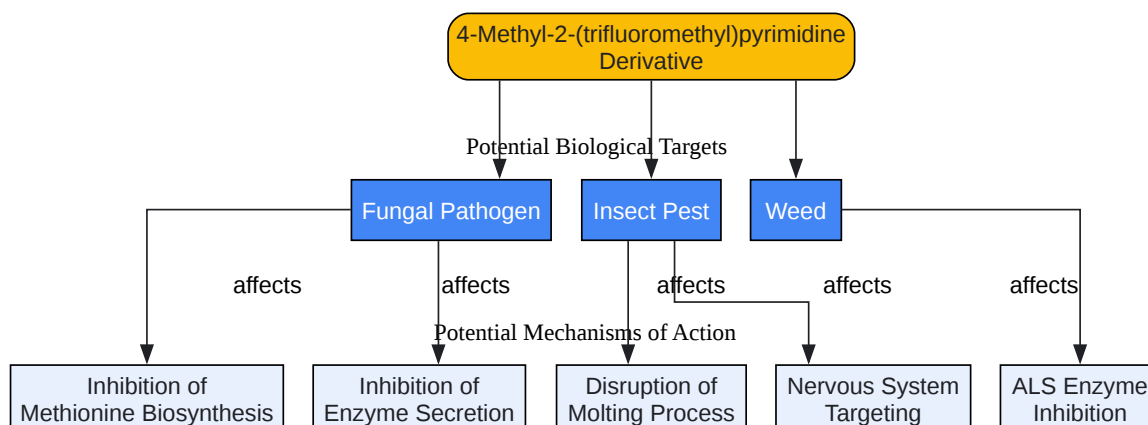 4-Methyl-2-(trifluoromethyl)pyrimidine
Derivative
Potential Biological Targets
Fungal Pathogen
Insect Pest
Weed
affects
affects
affects
affects
affects
Potential Mechanisms of Action
Inhibition of
Methionine Biosynthesis
Inhibition of
Enzyme Secretion
Disruption of
Molting Process
Nervous System
Targeting
ALS Enzyme
Inhibition